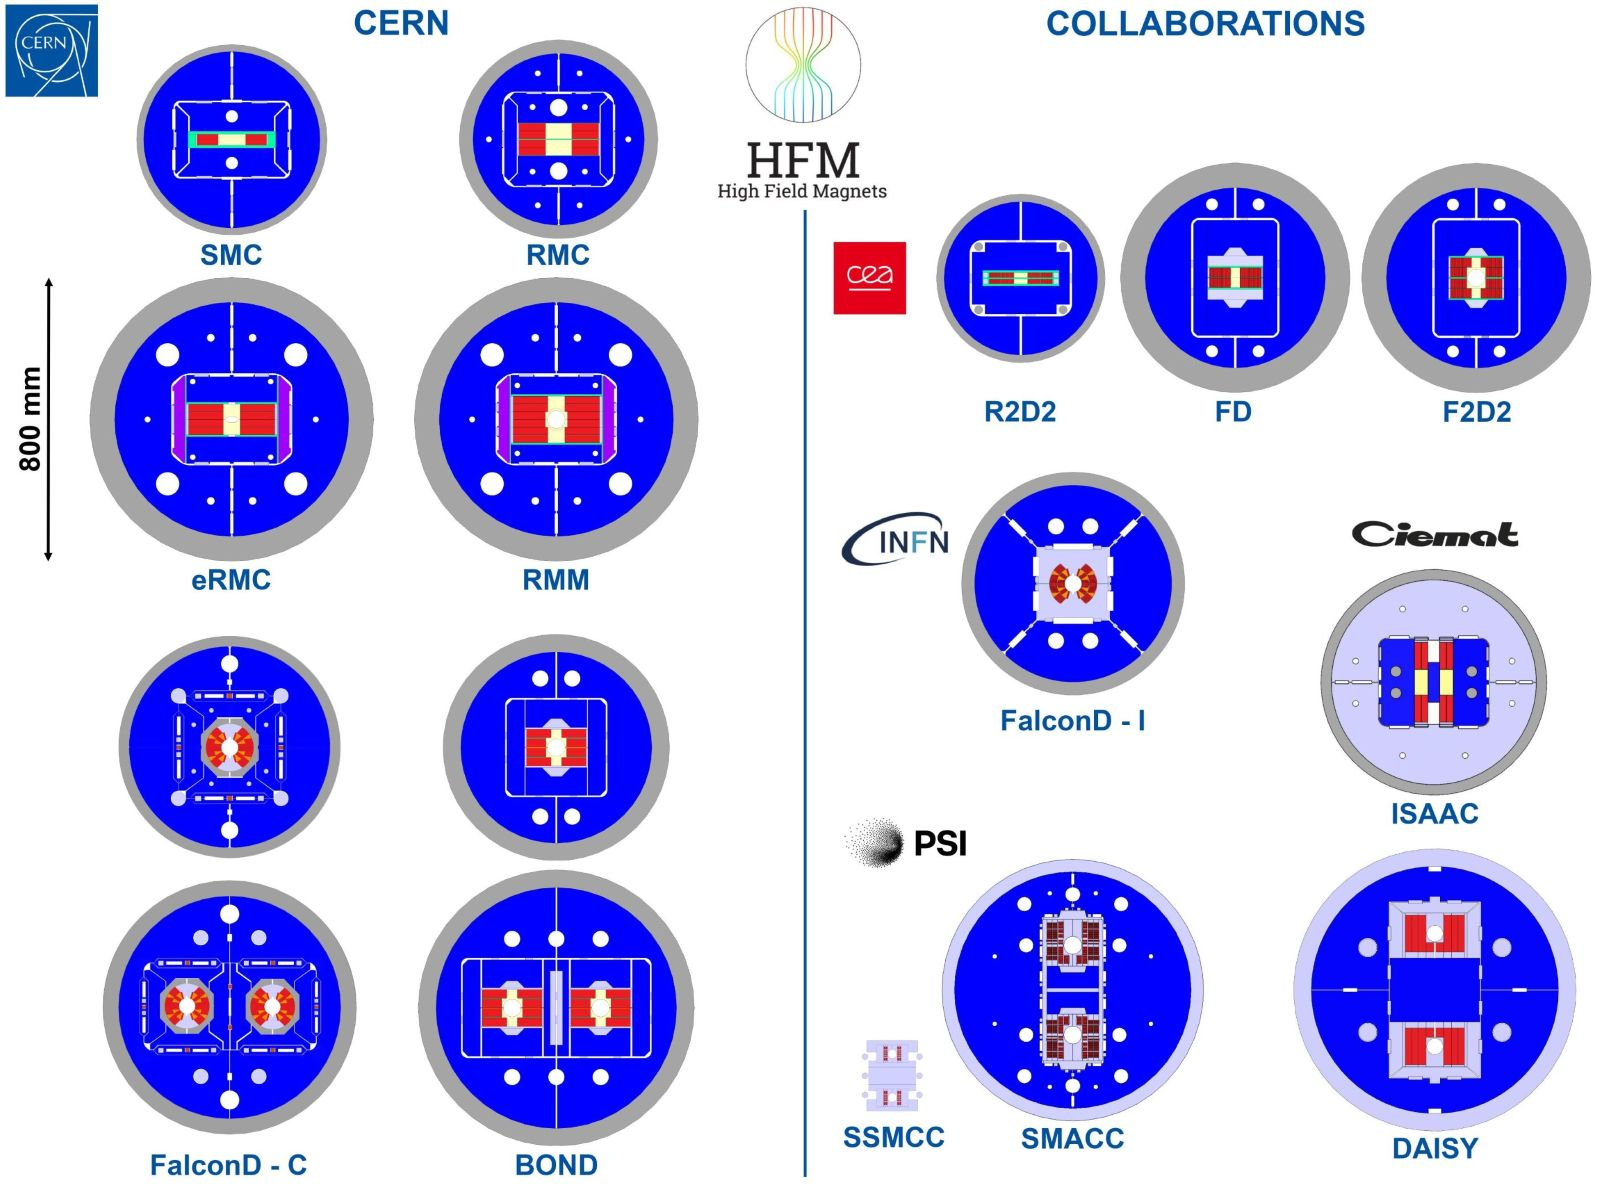 CERN
CERN
COLLABORATIONS
HFM
High Field Magnets
SMC
RMC
800 mm
eRMC
RMM
FalconD - C
BOND
cea
R2D2
FD
F2D2
INFN
FalconD - I
Ciemat
ISAAC
PSI
SSMCC
SMACC
DAISY